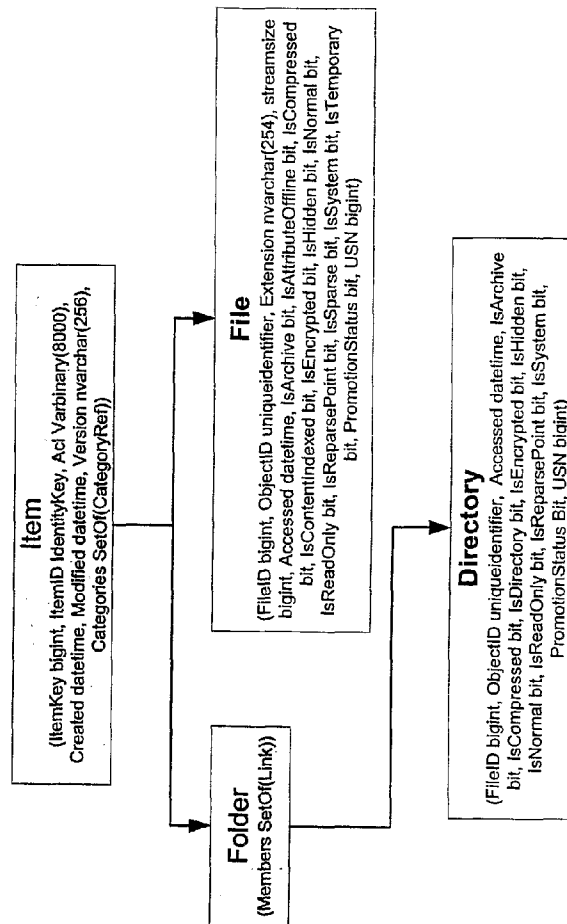 Item
(ItemKey bigint, ItemID IdentityKey, Acl Varbinary(8000),
Created datetime, Modified datetime, Version nvarchar(256),
Categories SetOf(CategoryRef))
Folder
(Members SetOf(Link))
File
(FileID bigint, ObjectID uniqueidentifier, Extension nvarchar(254), streamsize
bigint, Accessed datetime, IsArchive bit, IsAttributeOffline bit, IsCompressed
bit, IsContentIndexed bit, IsEncrypted bit, IsHidden bit, IsNormal bit,
IsReadOnly bit, IsReparsePoint bit, IsSparse bit, IsSystem bit, IsTemporary
bit, PromotionStatus bit, USN bigint)
Directory
(FileID bigint, ObjectID uniqueidentifier, Accessed datetime, IsArchive
bit, IsCompressed bit, IsDirectory bit, IsEncrypted bit, IsHidden bit,
IsNormal bit, IsReadOnly bit, IsReparsePoint bit, IsSystem bit,
PromotionStatus Bit, USN bigint)